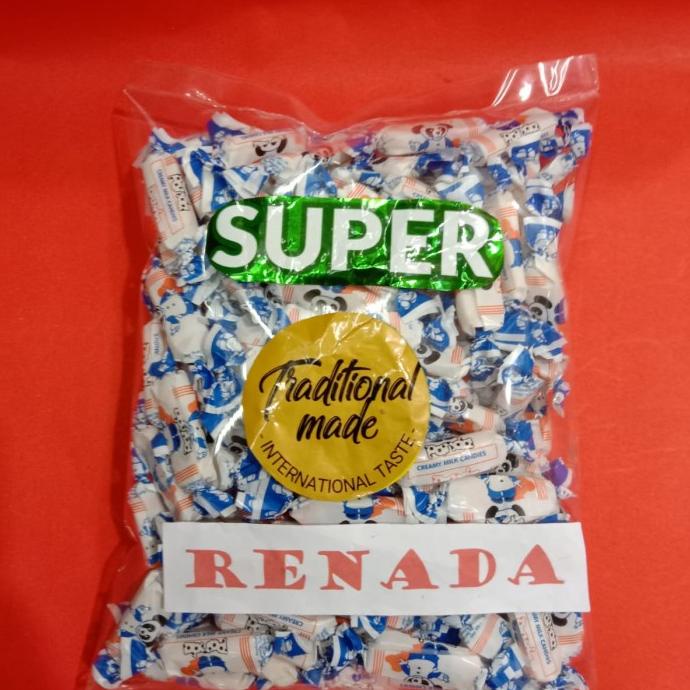 SUPER
Traditional
made
- INTERNATIONAL TASTE -
CREAMY MILK CANDIES
RENADA